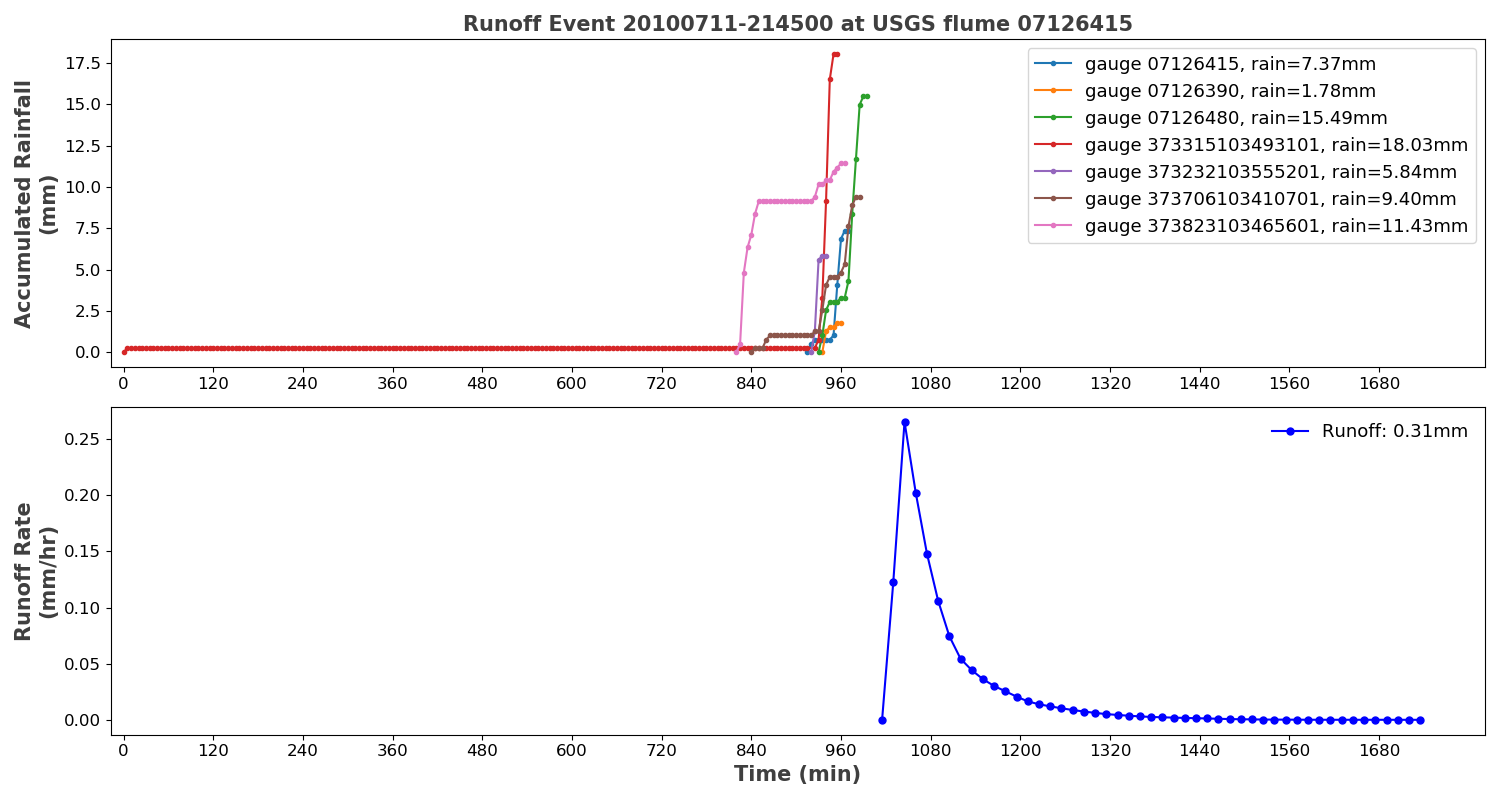 Runoff Event 20100711-214500 at USGS flume 07126415
Accumulated Rainfall
(mm)
17.5
15.0
12.5
10.0
7.5
5.0
2.5
0.0
gauge 07126415, rain=7.37mm
gauge 07126390, rain=1.78mm
gauge 07126480, rain=15.49mm
gauge 373315103493101, rain=18.03mm
gauge 373232103555201, rain=5.84mm
gauge 373706103410701, rain=9.40mm
gauge 373823103465601, rain=11.43mm
0 120 240 360 480 600 720 840 960 1080 1200 1320 1440 1560 1680
Runoff Rate
(mm/hr)
0.25
0.20
0.15
0.10
0.05
0.00
Runoff: 0.31mm
0 120 240 360 480 600 720 840 960 1080 1200 1320 1440 1560 1680
Time (min)